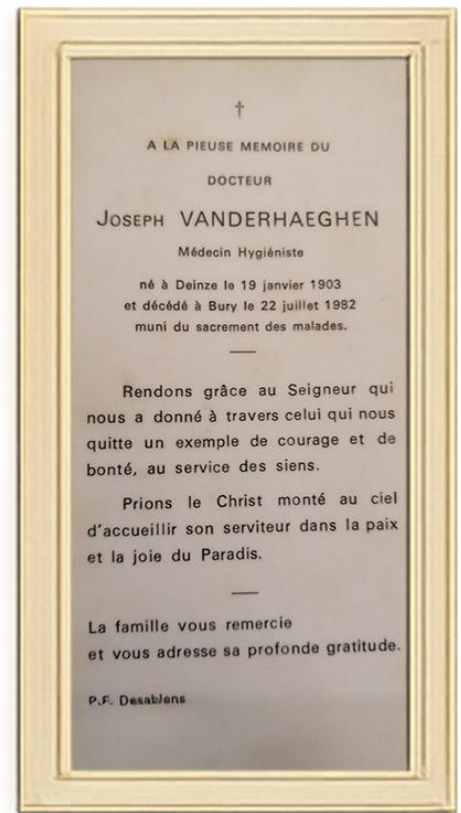 †
A LA PIEUSE MEMOIRE DU
DOCTEUR
JOSEPH VANDERHAEGHEN
Médecin Hygiéniste
né à Deinze le 19 janvier 1903
et décédé à Bury le 22 juillet 1982
muni du sacrement des malades.
Rendons grâce au Seigneur qui
nous a donné à travers celui qui nous
quitte un exemple de courage et de
bonté, au service des siens.
Prions le Christ monté au ciel
d'accueillir son serviteur dans la paix
et la joie du Paradis.
La famille vous remercie
et vous adresse sa profonde gratitude.
P.F. Desablens